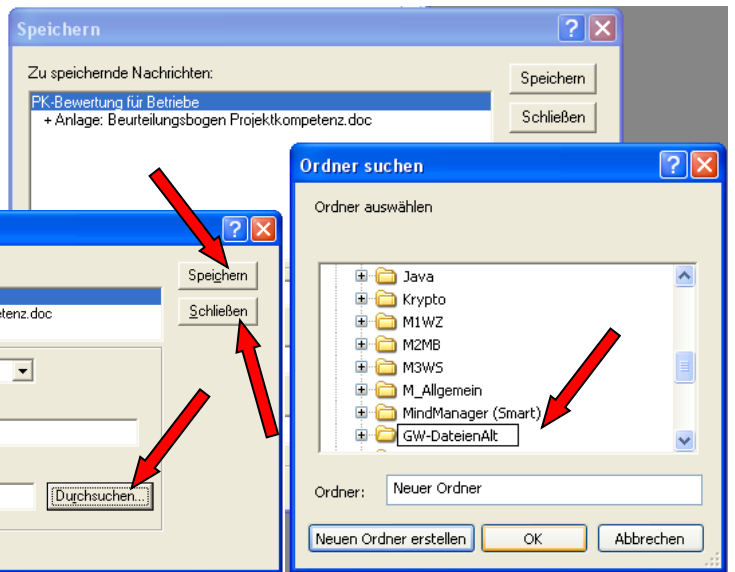 Speichern
Zu speichernde Nachrichten:
Speichern
PK-Bewertung für Betriebe
+ Anlage: Beurteilungsbogen Projektkompetenz.doc
Schließen
Ordner suchen
Ordner auswählen
Java
Krypto
M1WZ
M2MB
M3WS
M_Allgemein
MindManager (Smart)
GW-DateienAlt
Ordner:
Neuer Ordner
Neuen Ordner erstellen
OK
Abbrechen
Speichern
Schließen
etenz.doc
Durchsuchen...